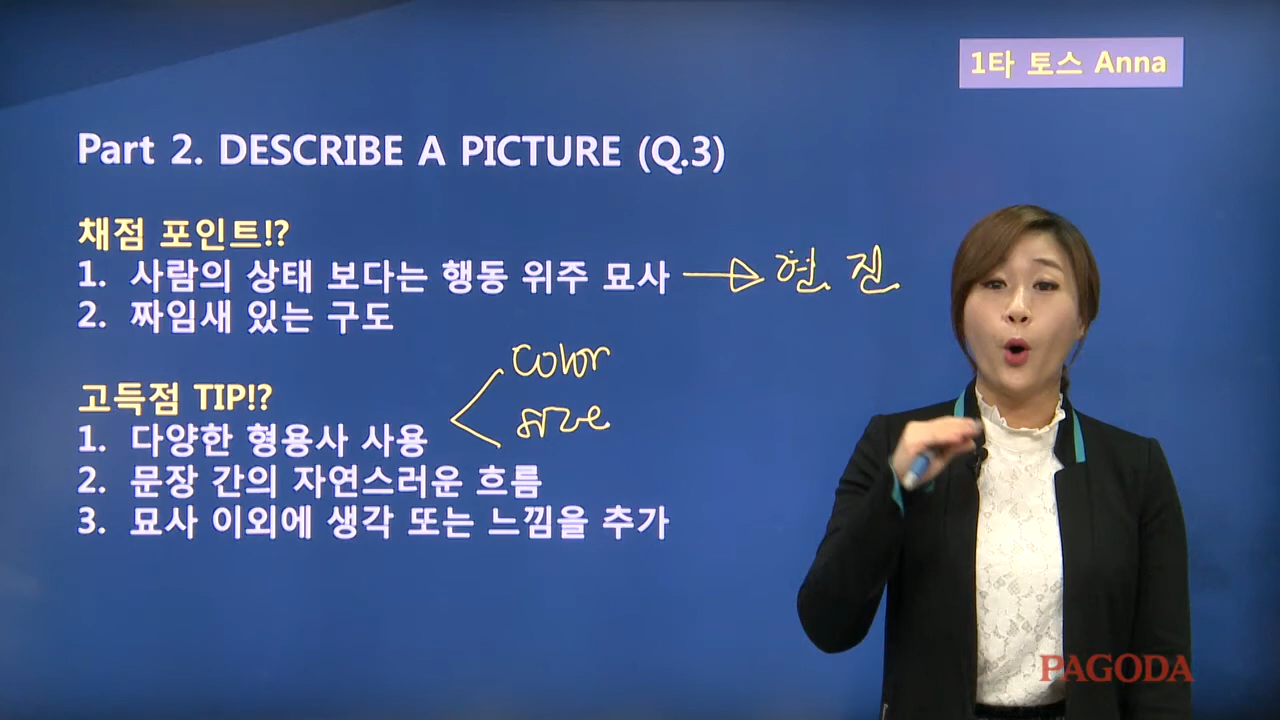 1타 토스 Anna
Part 2. DESCRIBE A PICTURE (Q.3)
채점 포인트!?
1. 사람의 상태 보다는 행동 위주 묘사 → 현 진
2. 짜임새 있는 구도
고득점 TIP!?
color
1. 다양한 형용사 사용
size
2. 문장 간의 자연스러운 흐름
3. 묘사 이외에 생각 또는 느낌을 추가
PAGODA